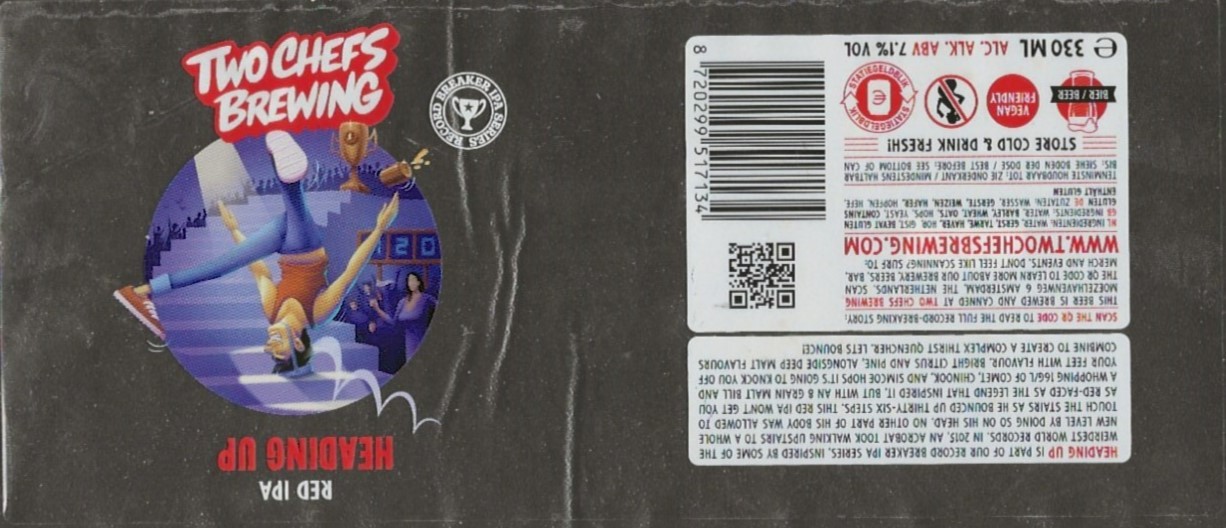 TWO CHEFS
BREWING
RECORD BREAKER IPA SERIES
120
RED IPA
HEADING UP
HEADING UP IS PART OF OUR RECORD BREAKER IPA SERIES, INSPIRED BY SOME OF THE
WEIRDEST WORLD RECORDS. IN 2015, AN ACROBAT TOOK WALKING UPSTAIRS TO A WHOLE
NEW LEVEL BY DOING SO ON HIS HEAD. NO OTHER PART OF HIS BODY WAS ALLOWED TO
TOUCH THE STAIRS AS HE BOUNCED UP THIRTY-SIX STEPS. THIS RED IPA WON'T GET YOU
AS RED-FACED AS THE LEGEND THAT INSPIRED IT, BUT WITH AN 8 GRAIN MALT BILL AND
A WHOPPING 16G/L OF COMET, CHINOOK, AND SIMCOE HOPS IT'S GOING TO KNOCK YOU OFF
YOUR FEET WITH FLAVOUR. BRIGHT CITRUS AND PINE, ALONGSIDE DEEP MALT FLAVOURS
COMBINE TO CREATE A COMPLEX THIRST QUENCHER. LETS BOUNCE!
SCAN THE QR CODE TO READ THE FULL RECORD-BREAKING STORY:
THIS BEER IS BREWED AND CANNED AT TWO CHEFS BREWING
MOEZELHAVENWEG 6 AMSTERDAM, THE NETHERLANDS. SCAN
THE QR CODE TO LEARN MORE ABOUT OUR BREWERY, BEERS, BAR,
MERCH AND EVENTS. DON'T FEEL LIKE SCANNING? SURF TO:
WWW.TWOCHEFSBREWING.COM
NL INGREDIENTEN, WATER, GERST, TARWE, HAVER, HOP, GIST, BEVAT GLUTEN
GB INGREDIENTS: WATER, BARLEY, WHEAT, OATS, HOPS, YEAST, CONTAINS
GLUTEN DE ZUTATEN, WASSER, GERSTE, WEIZEN, HAFER, HOPFEN, HEFE,
ENTHÄLT GLUTEN
TENMINSTE HOUDBAAR TOT: ZIE ONDERKANT / MINDESTENS HALTBAR
BIS: SIEHE DEN BODEN DER DOSE / BEST BEFORE: SEE BOTTOM OF CAN
STORE COLD & DRINK FRESH!
BIER / BEER
VEGAN
FRIENDLY
STATIEGELDBLIK STATIEGELDBLIK
€
℮ 330 ML ALC. ALK. ABV 7.1% VOL
8 720299 517134